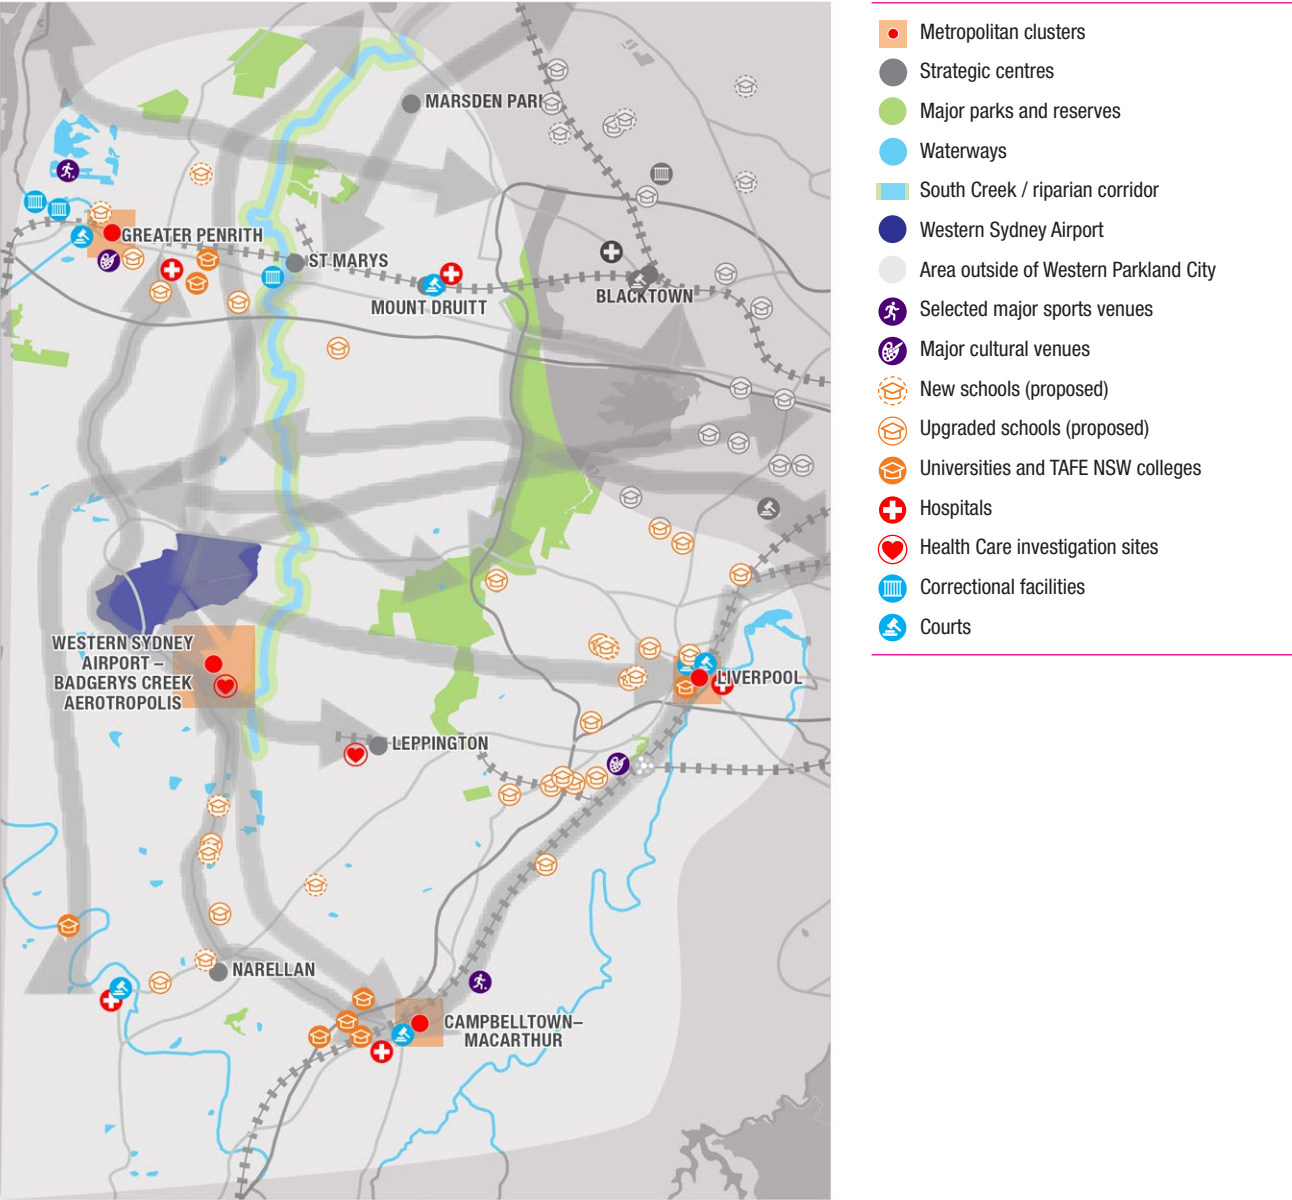 MARSDEN PARK
GREATER PENRITH
ST MARYS
MOUNT DRUITT
BLACKTOWN
WESTERN SYDNEY
AIRPORT –
BADGERYS CREEK
AEROTROPOLIS
LIVERPOOL
LEPPINGTON
NARELLAN
CAMPBELLTOWN–
MACARTHUR
Metropolitan clusters
Strategic centres
Major parks and reserves
Waterways
South Creek / riparian corridor
Western Sydney Airport
Area outside of Western Parkland City
Selected major sports venues
Major cultural venues
New schools (proposed)
Upgraded schools (proposed)
Universities and TAFE NSW colleges
Hospitals
Health Care investigation sites
Correctional facilities
Courts